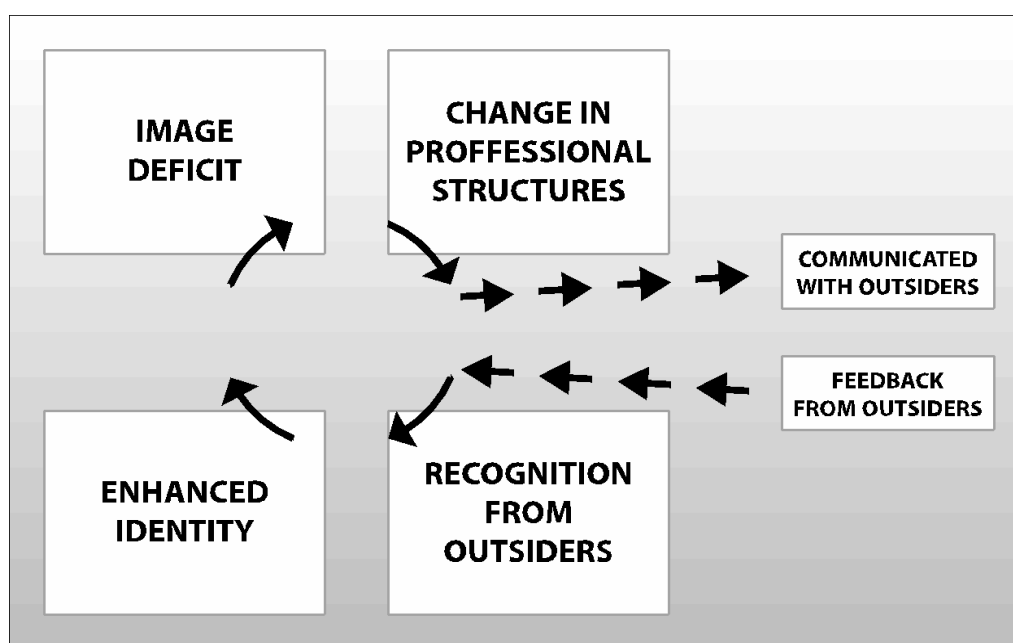 IMAGE
DEFICIT
CHANGE IN
PROFFESSIONAL
STRUCTURES
COMMUNICATED
WITH OUTSIDERS
FEEDBACK
FROM OUTSIDERS
ENHANCED
IDENTITY
RECOGNITION
FROM
OUTSIDERS